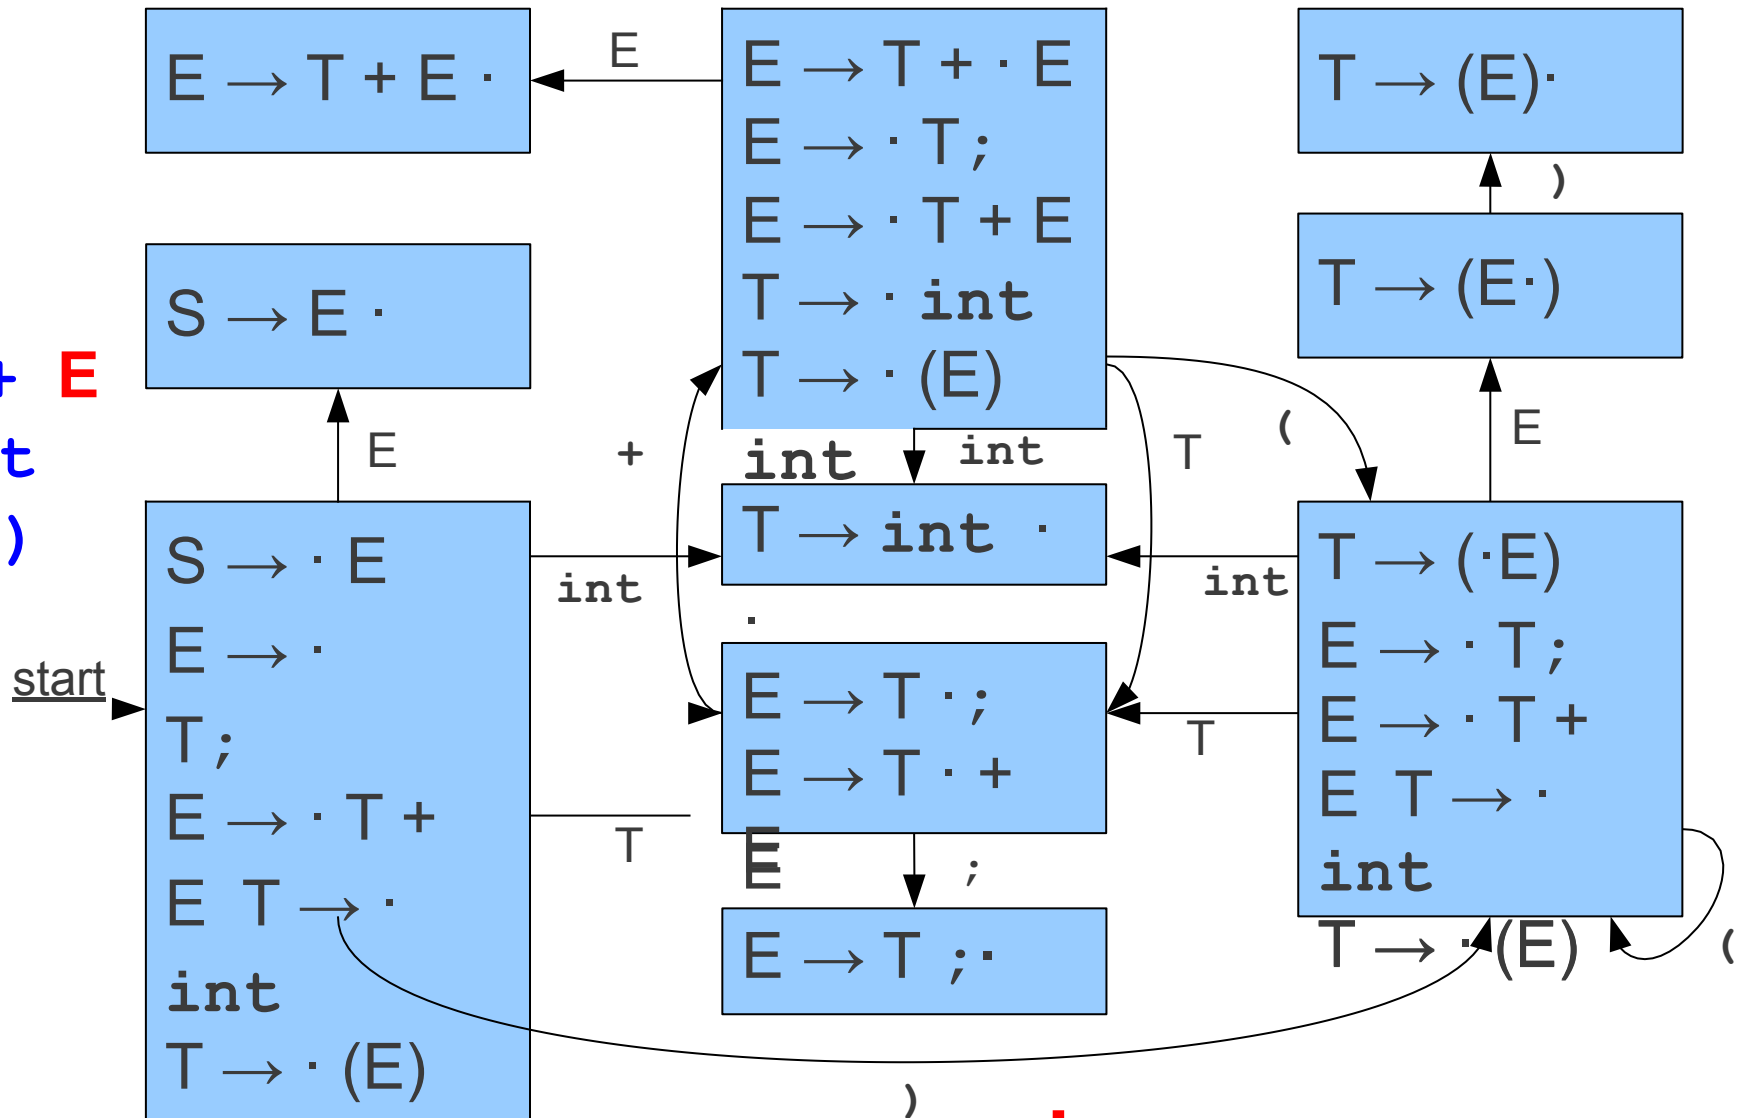 E → T + E ·
E
E → T + · E
E → · T ;
E → · T + E
T → · int
T → · (E)
T → (E)·
)
T → (E·)
S → E ·
+ E
t
)
E
+
int
int
T
(
E
S → · E
E → ·
T ;
E → · T +
E T → ·
int
T → · (E)
start
int
T
T → int ·
·
E → T · ;
E → T · +
E
E
;
E → T ; ·
int
T
T → (·E)
E → · T ;
E → · T +
E T → ·
int
T → · (E)
(
)